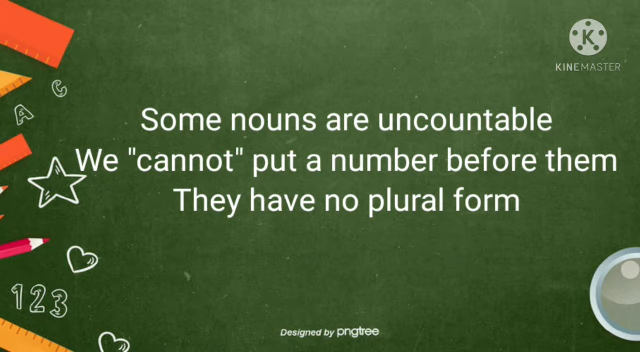 KINEMASTER
A C
Some nouns are uncountable
We "cannot" put a number before them
They have no plural form
123
Designed by pngtree